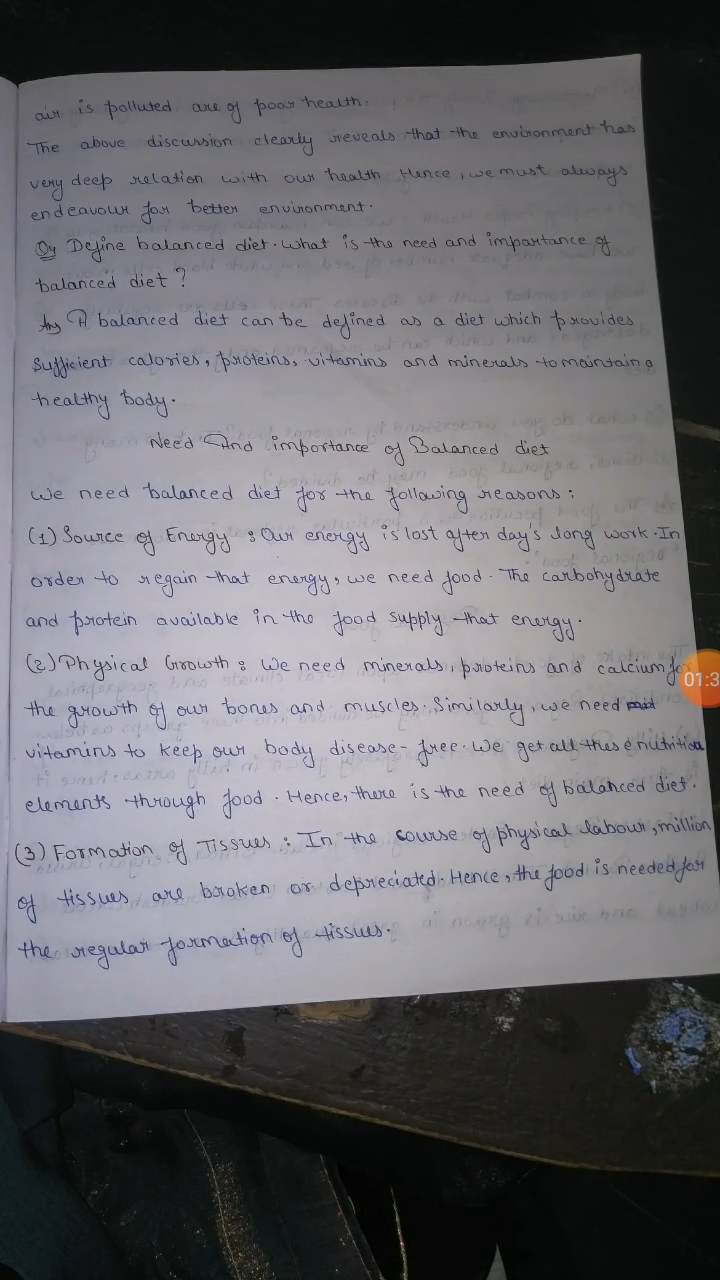 air is polluted are of poor health.
The above discussion clearly reveals that the environment has
very deep relation with our health. Hence, we must always
endeavour for better environment.
Q4 Define balanced diet. What is the need and importance of
balanced diet?
Ans A balanced diet can be defined as a diet which provides
sufficient calories, proteins, vitamins and minerals to maintain a
healthy body.
Need And importance of Balanced diet
We need balanced diet for the following reasons:
(1) Source of Energy: Our energy is lost after day's long work. In
order to regain that energy, we need food. The carbohydrate
and protein available in the food supply that energy.
(2) Physical Growth: We need minerals, proteins and calcium for
01:3
the growth of our bones and muscles. Similarly, we need
vitamins to keep our body disease-free. We get all these nutrition
elements through food. Hence, there is the need of balanced diet.
(3) Formation of Tissues: In the course of physical labour, million
of tissues are broken or depreciated. Hence, the food is needed for
the regular formation of tissues.